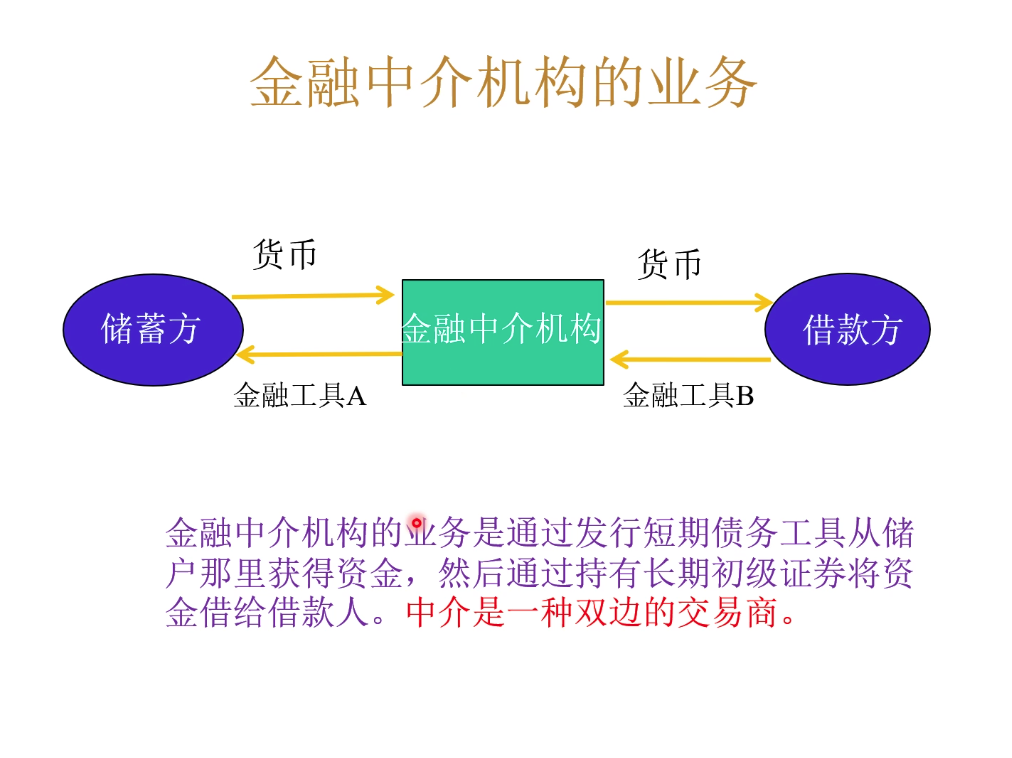 金融中介机构的业务
货币
货币
储蓄方
金融中介机构
借款方
金融工具A
金融工具B
金融中介机构的业务是通过发行短期债务工具从储
户那里获得资金，然后通过持有长期初级证券将资
金借给借款人。中介是一种双边的交易商。